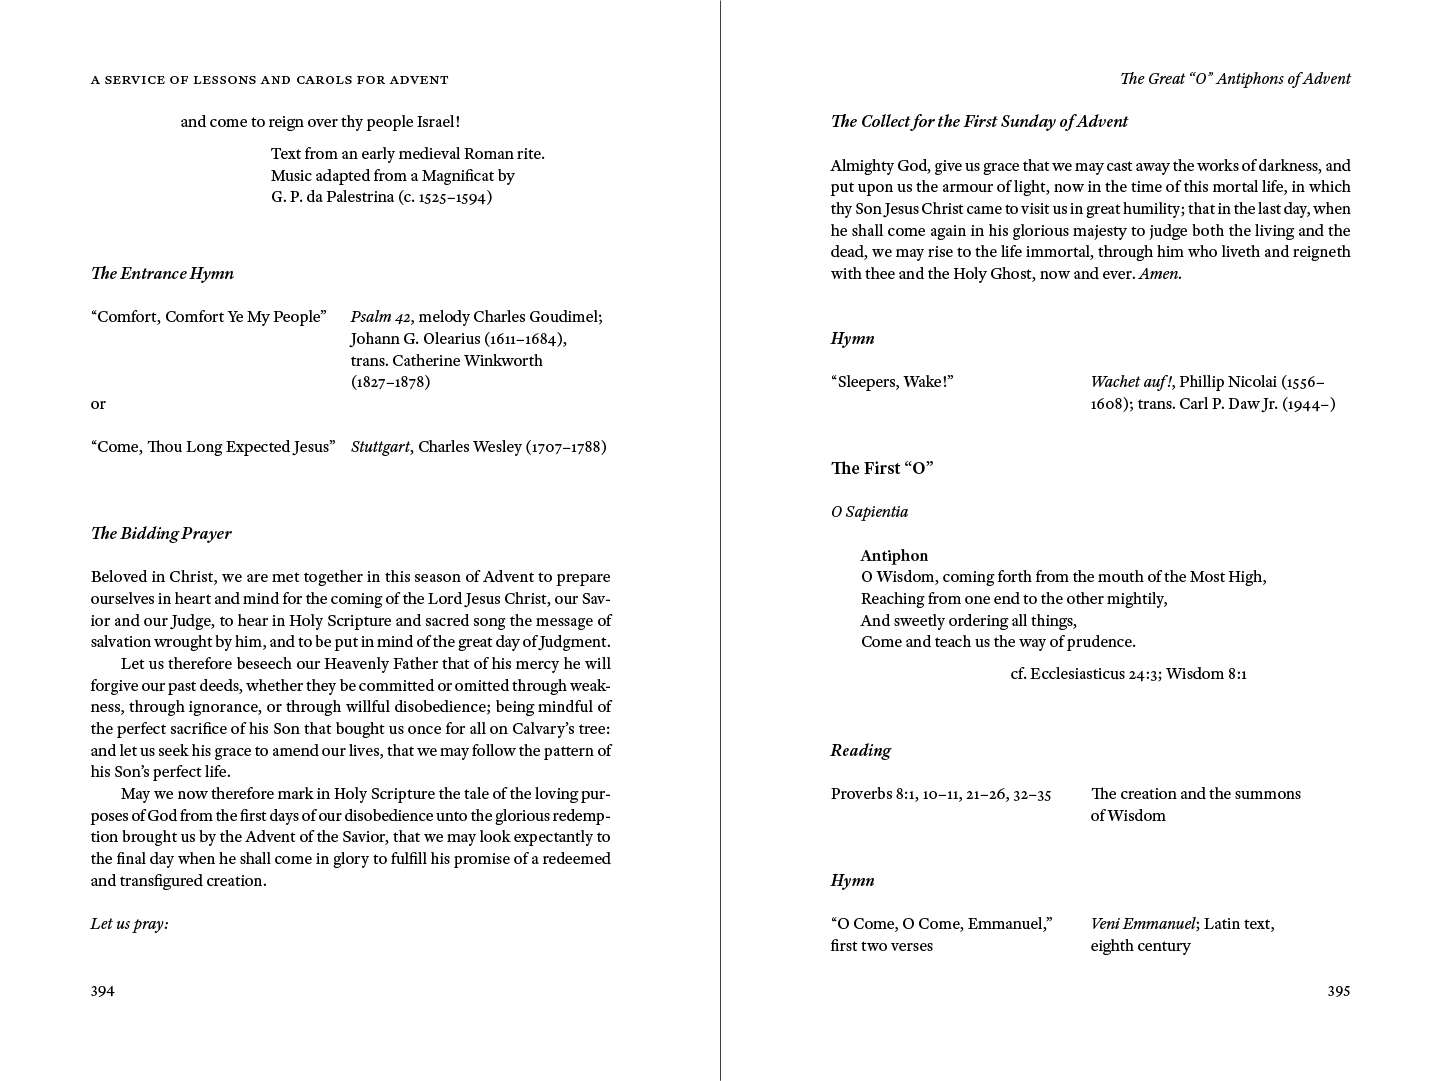 A SERVICE OF LESSONS AND CAROLS FOR ADVENT
and come to reign over thy people Israel!
Text from an early medieval Roman rite.
Music adapted from a Magnificat by
G. P. da Palestrina (c. 1525–1594)
The Entrance Hymn
“Comfort, Comfort Ye My People” Psalm 42, melody Charles Goudimel;
Johann G. Olearius (1611–1684),
trans. Catherine Winkworth
(1827–1878)
or
“Come, Thou Long Expected Jesus” Stuttgart, Charles Wesley (1707–1788)
The Bidding Prayer
Beloved in Christ, we are met together in this season of Advent to prepare
ourselves in heart and mind for the coming of the Lord Jesus Christ, our Sav-
ior and our Judge, to hear in Holy Scripture and sacred song the message of
salvation wrought by him, and to be put in mind of the great day of Judgment.
Let us therefore beseech our Heavenly Father that of his mercy he will
forgive our past deeds, whether they be committed or omitted through weak-
ness, through ignorance, or through willful disobedience; being mindful of
the perfect sacrifice of his Son that bought us once for all on Calvary’s tree:
and let us seek his grace to amend our lives, that we may follow the pattern of
his Son’s perfect life.
May we now therefore mark in Holy Scripture the tale of the loving pur-
poses of God from the first days of our disobedience unto the glorious redemp-
tion brought us by the Advent of the Savior, that we may look expectantly to
the final day when he shall come in glory to fulfill his promise of a redeemed
and transfigured creation.
Let us pray:
394
The Great “O” Antiphons of Advent
The Collect for the First Sunday of Advent
Almighty God, give us grace that we may cast away the works of darkness, and
put upon us the armour of light, now in the time of this mortal life, in which
thy Son Jesus Christ came to visit us in great humility; that in the last day, when
he shall come again in his glorious majesty to judge both the living and the
dead, we may rise to the life immortal, through him who liveth and reigneth
with thee and the Holy Ghost, now and ever. Amen.
Hymn
“Sleepers, Wake!” Wachet auf!, Phillip Nicolai (1556–
1608); trans. Carl P. Daw Jr. (1944–)
The First “O”
O Sapientia
Antiphon
O Wisdom, coming forth from the mouth of the Most High,
Reaching from one end to the other mightily,
And sweetly ordering all things,
Come and teach us the way of prudence.
cf. Ecclesiasticus 24:3; Wisdom 8:1
Reading
Proverbs 8:1, 10–11, 21–26, 32–35 The creation and the summons
of Wisdom
Hymn
“O Come, O Come, Emmanuel,” Veni Emmanuel; Latin text,
first two verses eighth century
395